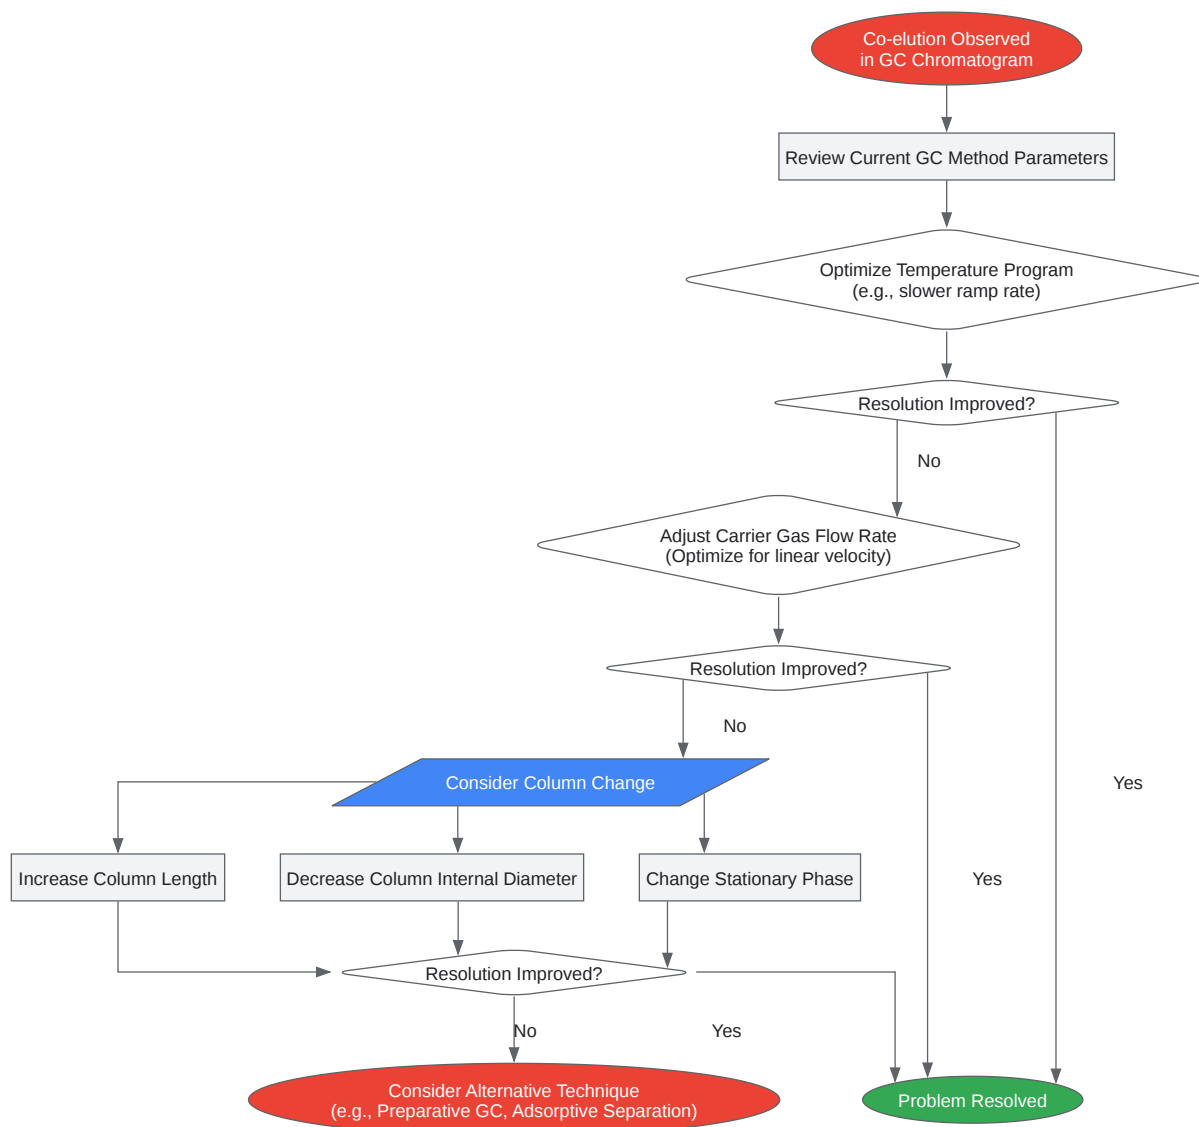 Co-elution Observed
in GC Chromatogram
Review Current GC Method Parameters
Optimize Temperature Program
(e.g., slower ramp rate)
Resolution Improved?
No
Adjust Carrier Gas Flow Rate
(Optimize for linear velocity)
Resolution Improved?
No
Consider Column Change
Yes
Increase Column Length
Decrease Column Internal Diameter
Change Stationary Phase
Yes
Resolution Improved?
No
Yes
Consider Alternative Technique
(e.g., Preparative GC, Adsorptive Separation)
Problem Resolved